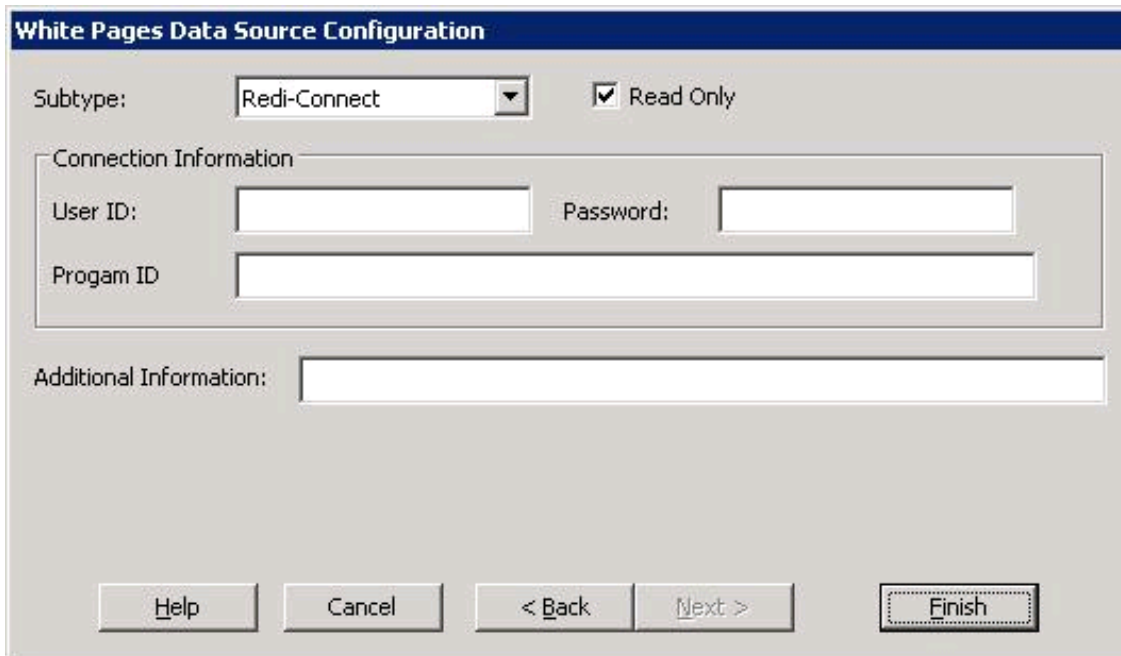 White Pages Data Source Configuration
Subtype: Redi-Connect Read Only
Connection Information
User ID: Password:
Progam ID
Additional Information:
Help Cancel < Back Next > Finish